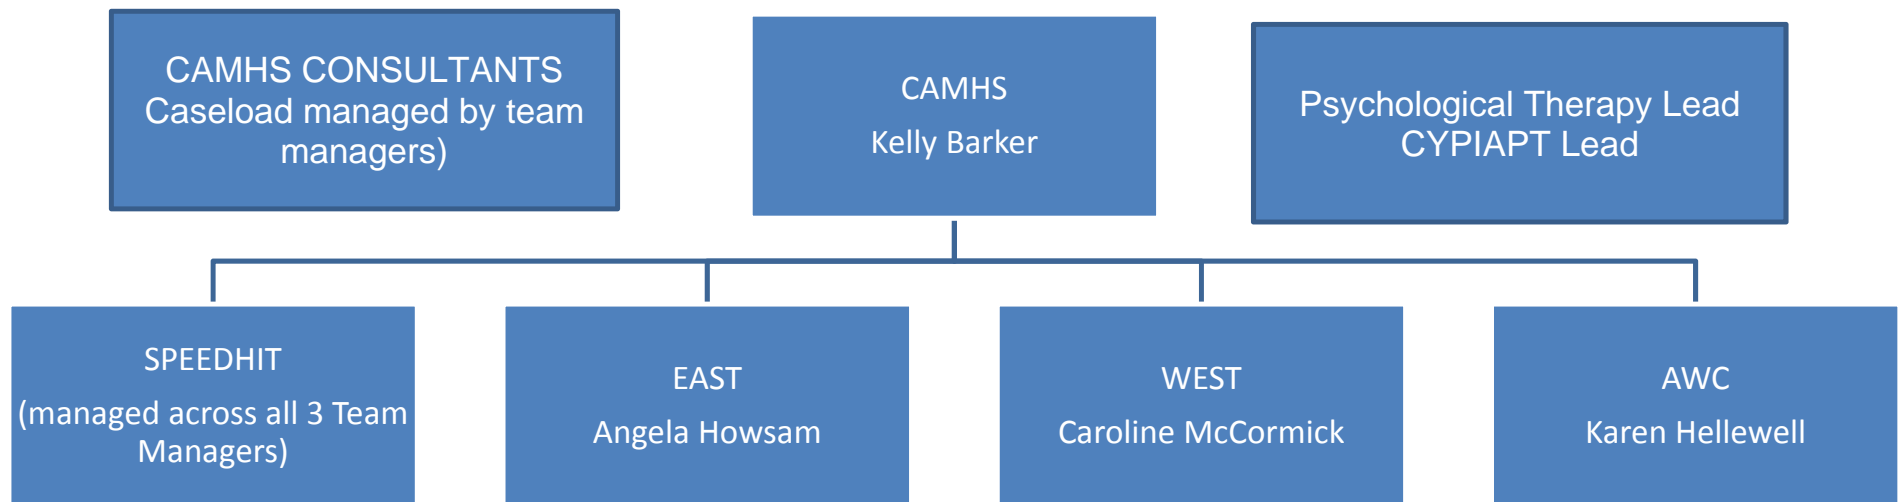 CAMHS CONSULTANTS
Caseload managed by team
managers)
CAMHS
Kelly Barker
Psychological Therapy Lead
CYPIAPT Lead
SPEEDHIT
(managed across all 3 Team
Managers)
EAST
Angela Howsam
WEST
Caroline McCormick
AWC
Karen Hellewell